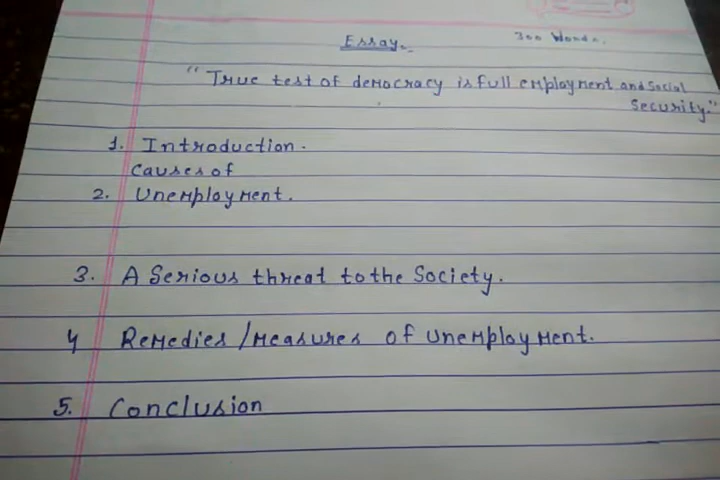 Essay.
300 Words.
"True test of democracy is full employment and Social
Security."
1. Introduction.
Causes of
2. Unemployment.
3. A Serious threat to the Society.
4 Remedies/measures of unemployment.
5. Conclusion